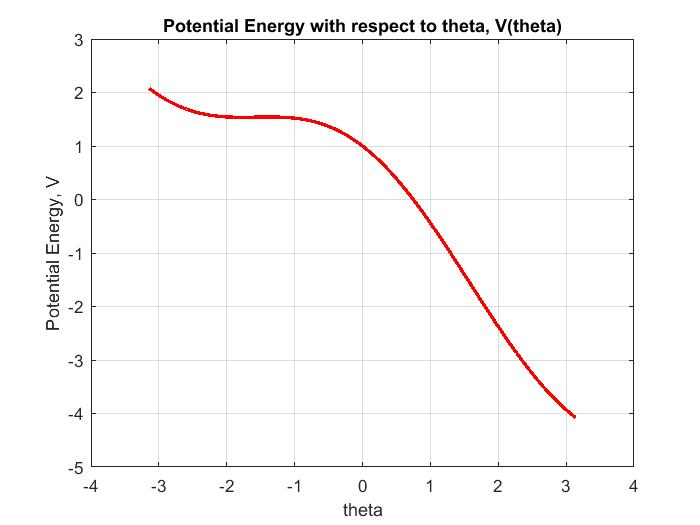 Potential Energy with respect to theta, V(theta)
3
2
1
0
-1
-2
-3
-4
-5
Potential Energy, V
-4 -3 -2 -1 0 1 2 3 4
theta